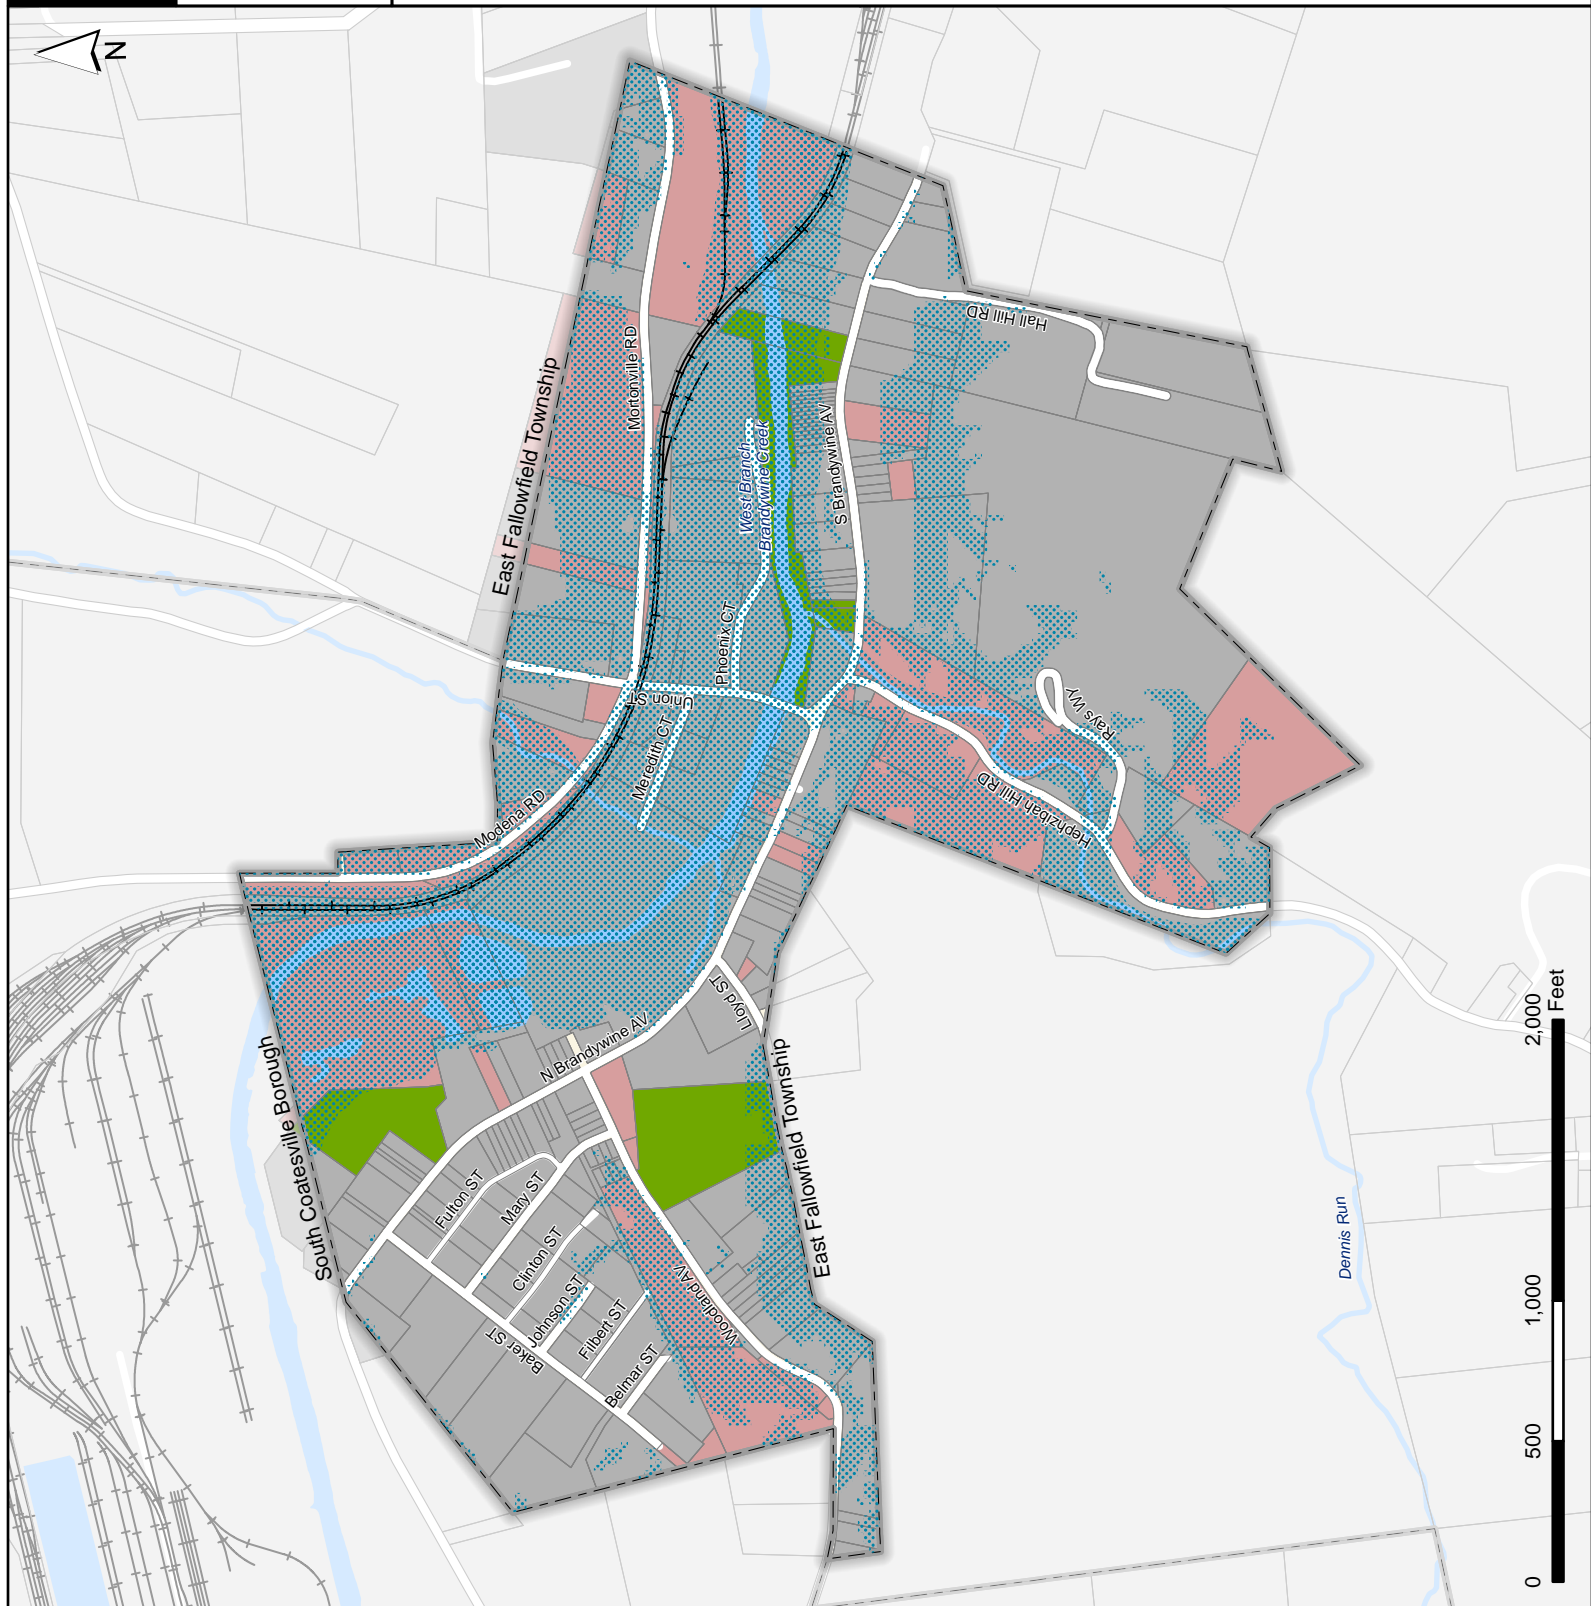 N
East Fallowfield Township
Mortonville RD
Hall Hill RD
West Branch
Brandywine Creek
S Brandywine AV
Phoenix CT
Union ST
Meredith CT
Rays WY
Modena RD
Hephzibah Hill RD
Lloyd ST
N Brandywine AV
South Coatesville Borough
East Fallowfield Township
Fulton ST
Mary ST
Clinton ST
Johnson ST
Filbert ST
Baker ST
Belmar ST
Woodland AV
Dennis Run
0
500
1,000
2,000
Feet